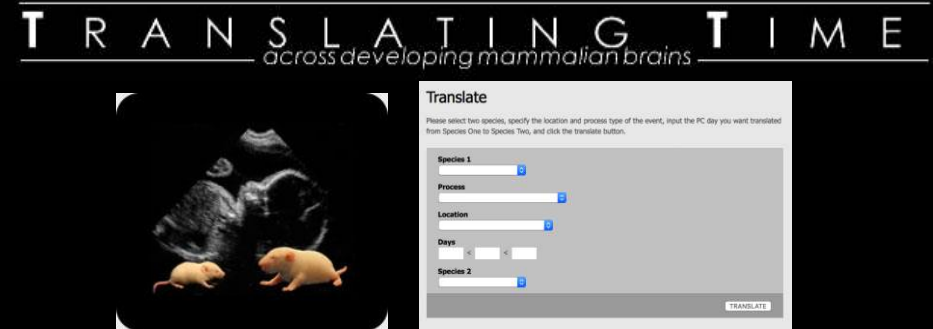 TRANSLATING TIME
across developing mammalian brains
Translate
Please select two species, specify the location and process type of the event, input the PC day you want translated
from Species One to Species Two, and click the translate button.
Species 1
Process
Location
Days
< <
Species 2
TRANSLATE